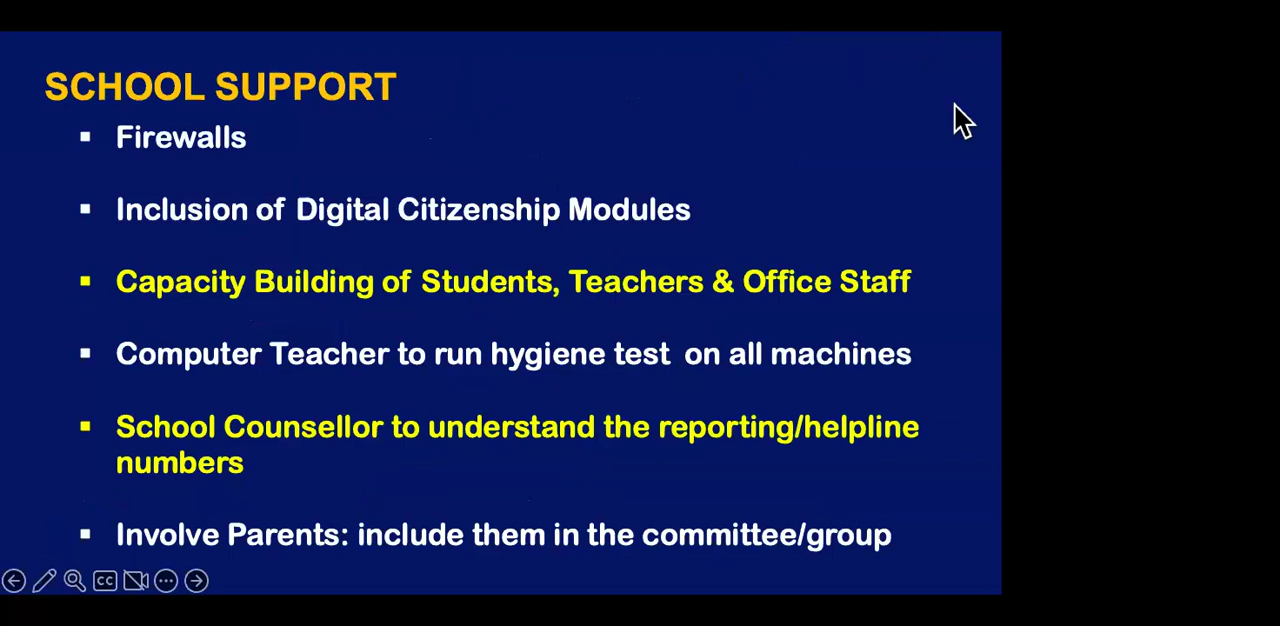 SCHOOL SUPPORT
▪ Firewalls
▪ Inclusion of Digital Citizenship Modules
▪ Capacity Building of Students, Teachers & Office Staff
▪ Computer Teacher to run hygiene test on all machines
▪ School Counsellor to understand the reporting/helpline
numbers
▪ Involve Parents: include them in the committee/group
CC